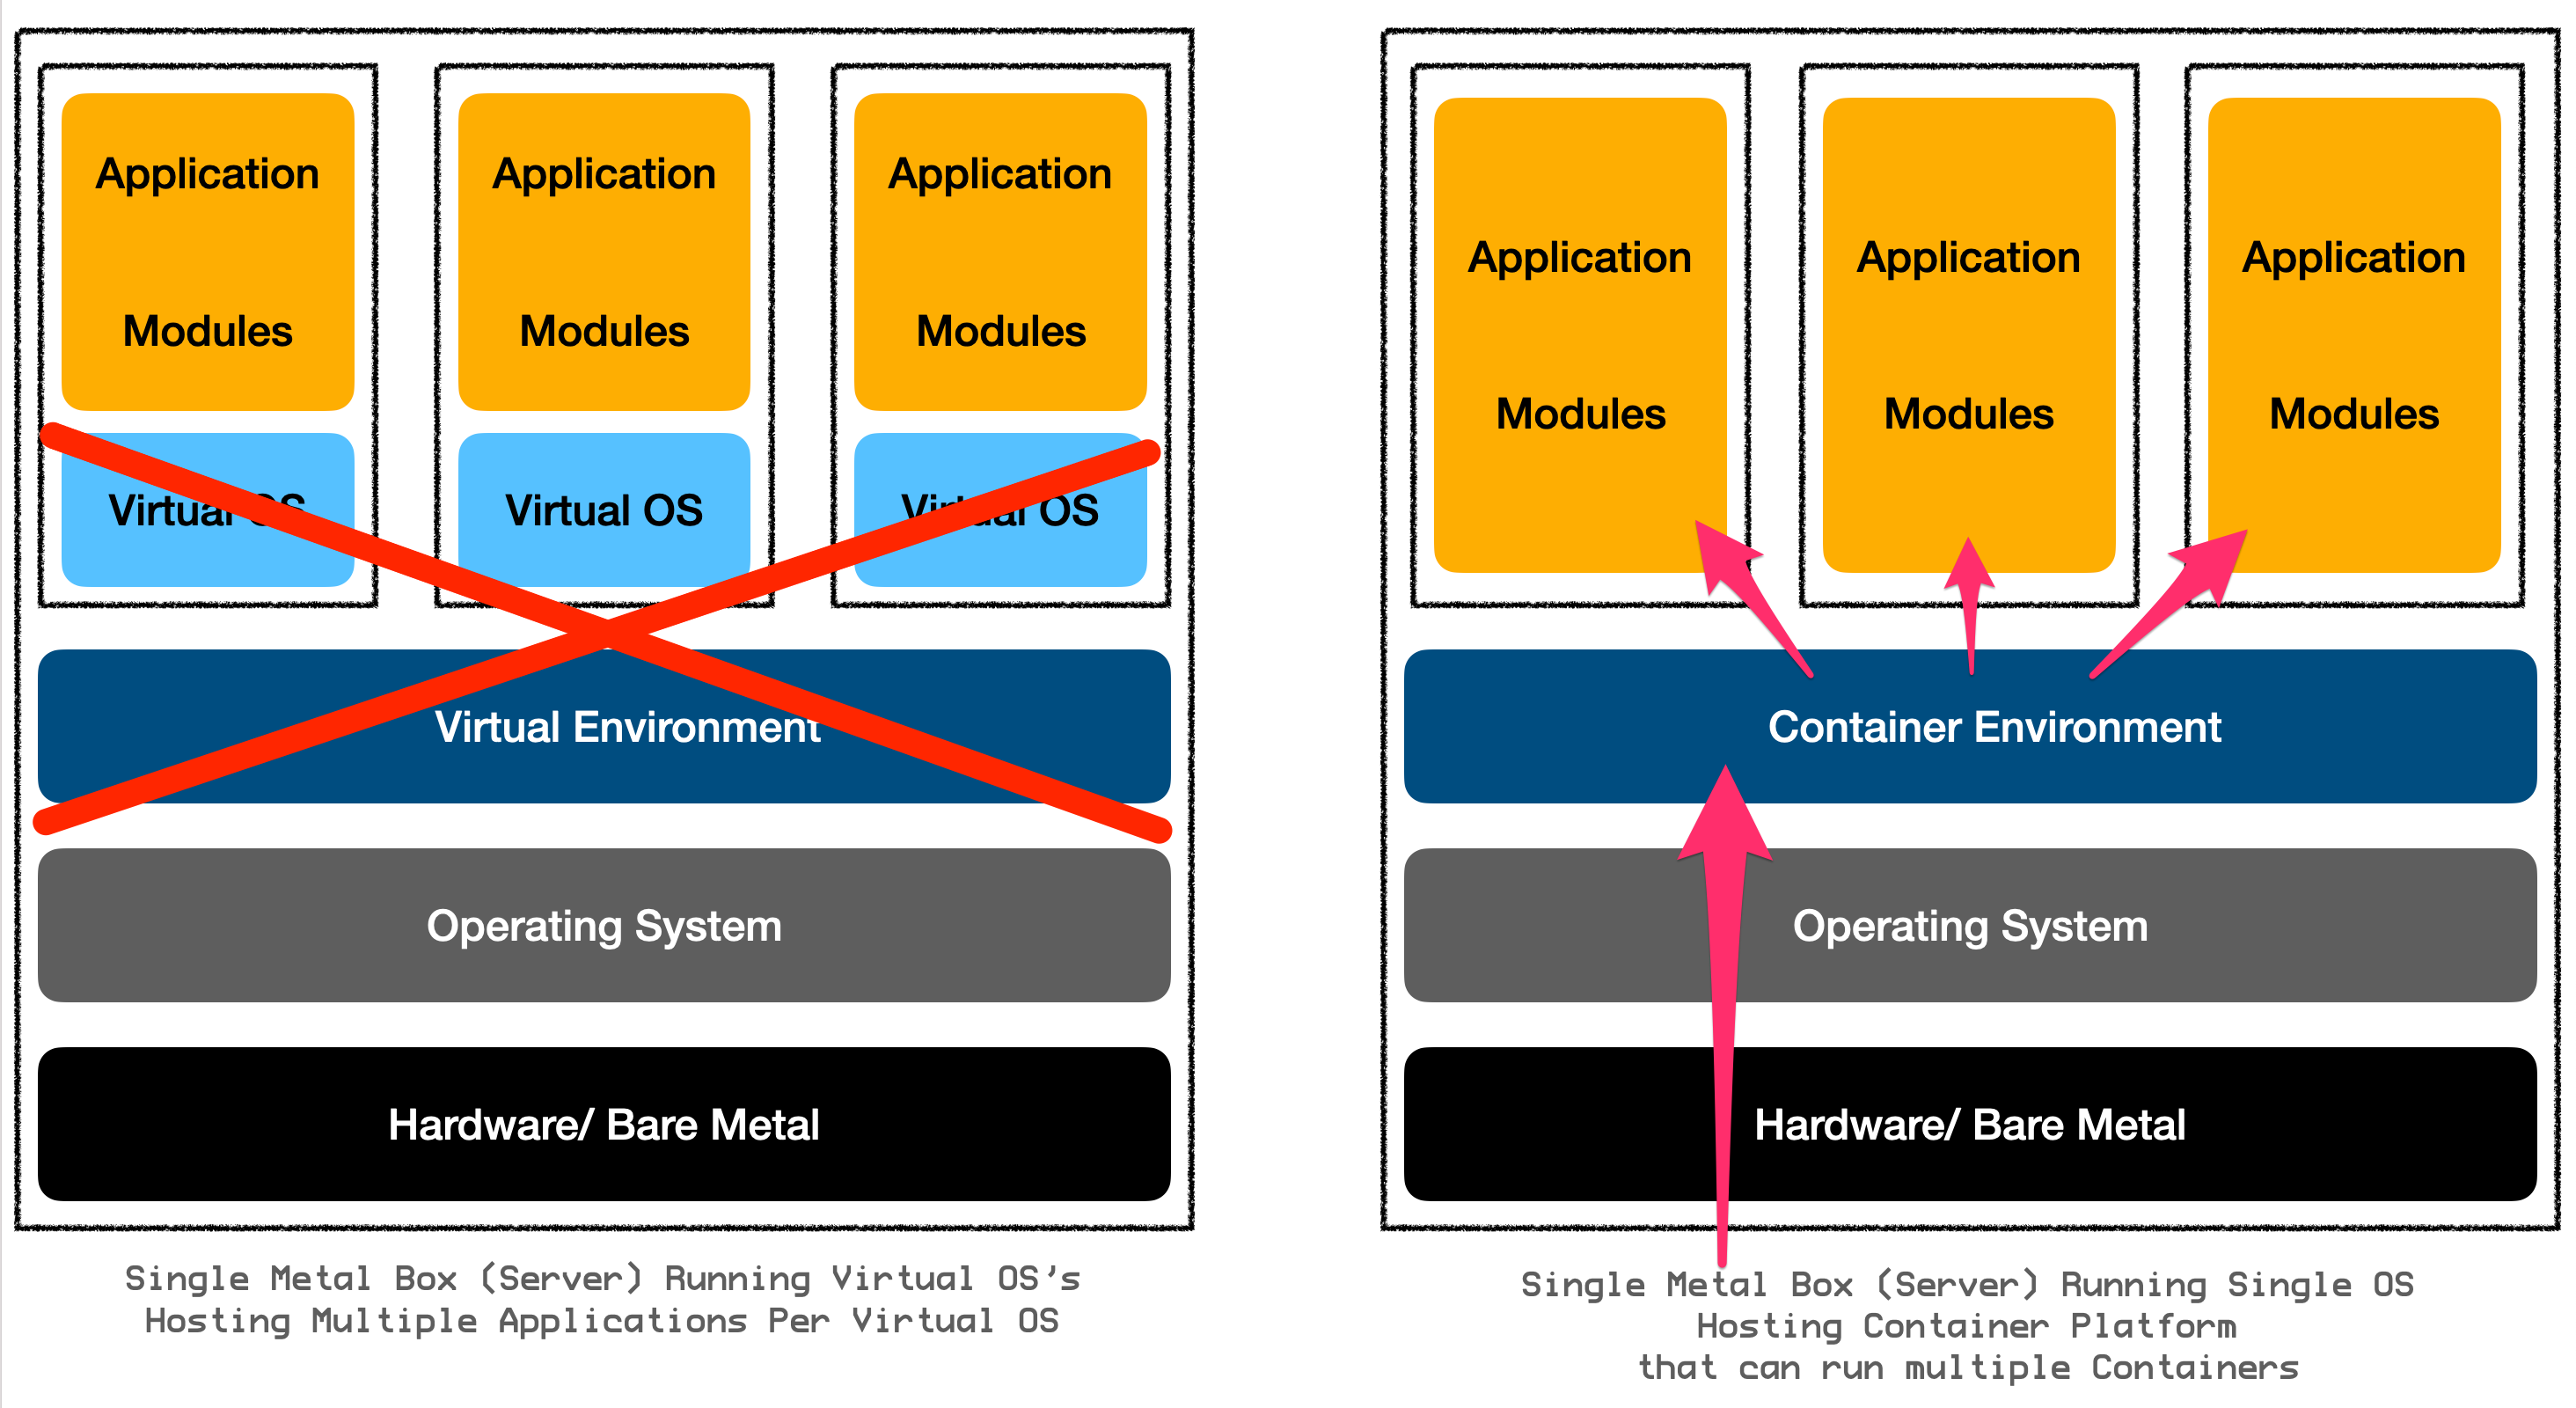 Application
Modules
Virtual OS
Application
Modules
Virtual OS
Application
Modules
Virtual OS
Virtual Environment
Operating System
Hardware/ Bare Metal
Single Metal Box (Server) Running Virtual OS's
Hosting Multiple Applications Per Virtual OS
Application
Modules
Application
Modules
Application
Modules
Container Environment
Operating System
Hardware/ Bare Metal
Single Metal Box (Server) Running Single OS
Hosting Container Platform
that can run multiple Containers